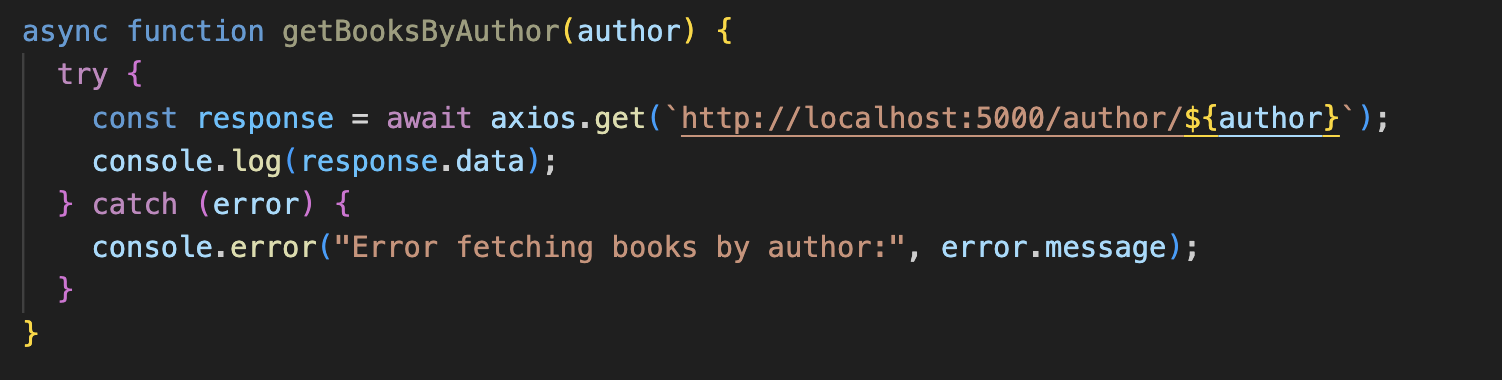 async function getBooksByAuthor(author) {
  try {
    const response = await axios.get(`http://localhost:5000/author/${author}`);
    console.log(response.data);
  } catch (error) {
    console.error("Error fetching books by author:", error.message);
  }
}